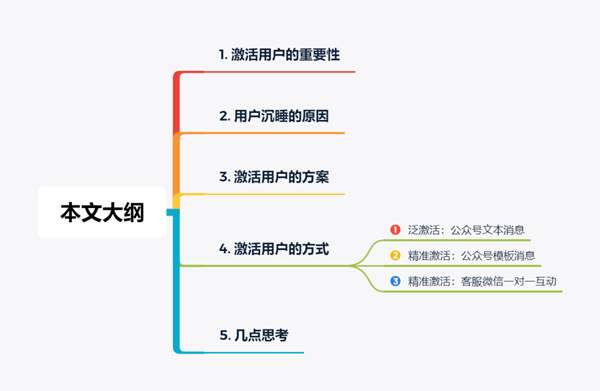 本文大纲
1. 激活用户的重要性
2. 用户沉睡的原因
3. 激活用户的方案
4. 激活用户的方式
1 泛激活：公众号文本消息
2 精准激活：公众号模板消息
3 精准激活：客服微信一对一互动
5. 几点思考